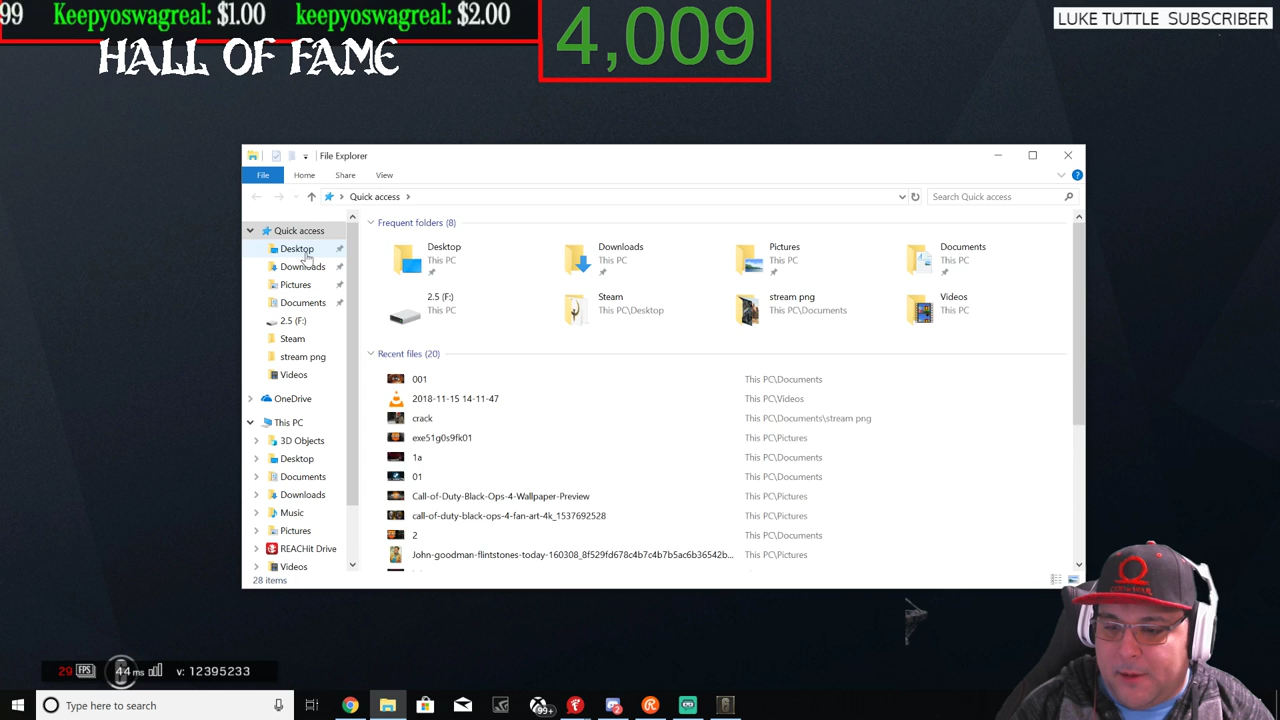 99 Keepyoswagreal: $1.00 keepyoswagreal: $2.00
4,009
LUKE TUTTLE SUBSCRIBER
HALL OF FAME
File Explorer
File Home Share View
Quick access
Search Quick access
Quick access
Desktop
Downloads
Pictures
Documents
2.5 (F:)
Steam
stream png
Videos
OneDrive
This PC
3D Objects
Desktop
Documents
Downloads
Music
Pictures
REACHit Drive
Videos
Frequent folders (8)
Desktop
This PC
Downloads
This PC
Pictures
This PC
Documents
This PC
2.5 (F:)
This PC
Steam
This PC\Desktop
stream png
This PC\Documents
Videos
This PC
Recent files (20)
001 This PC\Documents
2018-11-15 14-11-47 This PC\Videos
crack This PC\Documents\stream png
exe51g0s9fk01 This PC\Pictures
1a This PC\Documents
01 This PC\Documents
Call-of-Duty-Black-Ops-4-Wallpaper-Preview This PC\Pictures
call-of-duty-black-ops-4-fan-art-4k_1537692528 This PC\Pictures
2 This PC\Documents
John-goodman-flintstones-today-160308_8f529fd678c4b7c4b7b5ac6b36542b... This PC\Pictures
28 items
29 FPS 44 ms v: 12395233
Type here to search
99+
2